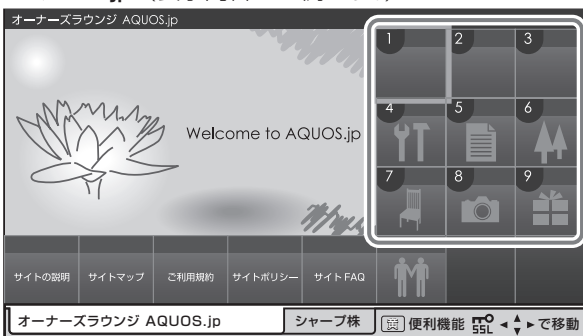 オーナーズラウンジ AQUOS.jp
1 2 3
Welcome to AQUOS.jp
4 5 6
7 8 9
サイトの説明 サイトマップ ご利用規約 サイトポリシー サイトFAQ
オーナーズラウンジ AQUOS.jp シャープ株 黄 便利機能 SSL で移動